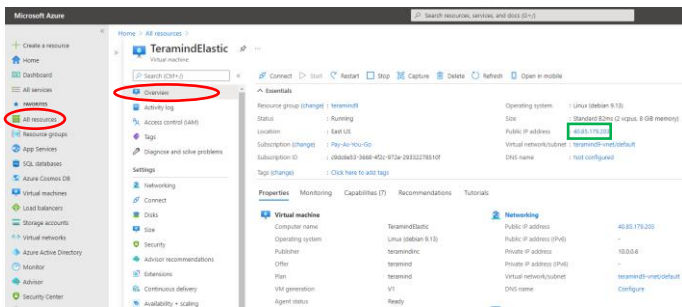 Microsoft Azure
Search resources, services, and docs (G+/)
Home > All resources >
TeramindElastic
Virtual machine
Create a resource
Home
Dashboard
All services
FAVORITES
All resources
Resource groups
App Services
SQL databases
Azure Cosmos DB
Virtual machines
Load balancers
Storage accounts
Virtual networks
Azure Active Directory
Monitor
Advisor
Security Center
Search (Ctrl+/)
Overview
Activity log
Access control (IAM)
Tags
Diagnose and solve problems
Settings
Networking
Connect
Disks
Size
Security
Advisor recommendations
Extensions
Continuous delivery
Availability + scaling
Connect Start Restart Stop Capture Delete Refresh Open in mobile
Essentials
Resource group (change) : teramind9
Status : Running
Location : East US
Subscription (change) : Pay-As-You-Go
Subscription ID
Tags (change) : Click here to add tags
Operating system : Linux (debian 9.13)
Size : Standard B2ms (2 vcpus, 8 GiB memory)
Public IP address : 40.85.179.203
Virtual network/subnet : teramind9-vnet/default
DNS name : Not configured
Properties Monitoring Capabilities (7) Recommendations Tutorials
Virtual machine
Computer name TeramindElastic
Operating system Linux (debian 9.13)
Publisher teramindinc
Offer teramind
Plan teramind
VM generation V1
Agent status Ready
Networking
Public IP address 40.85.179.203
Public IP address (IPv6) -
Private IP address 10.0.0.6
Private IP address (IPv6) -
Virtual network/subnet teramind9-vnet/default
DNS name Configure